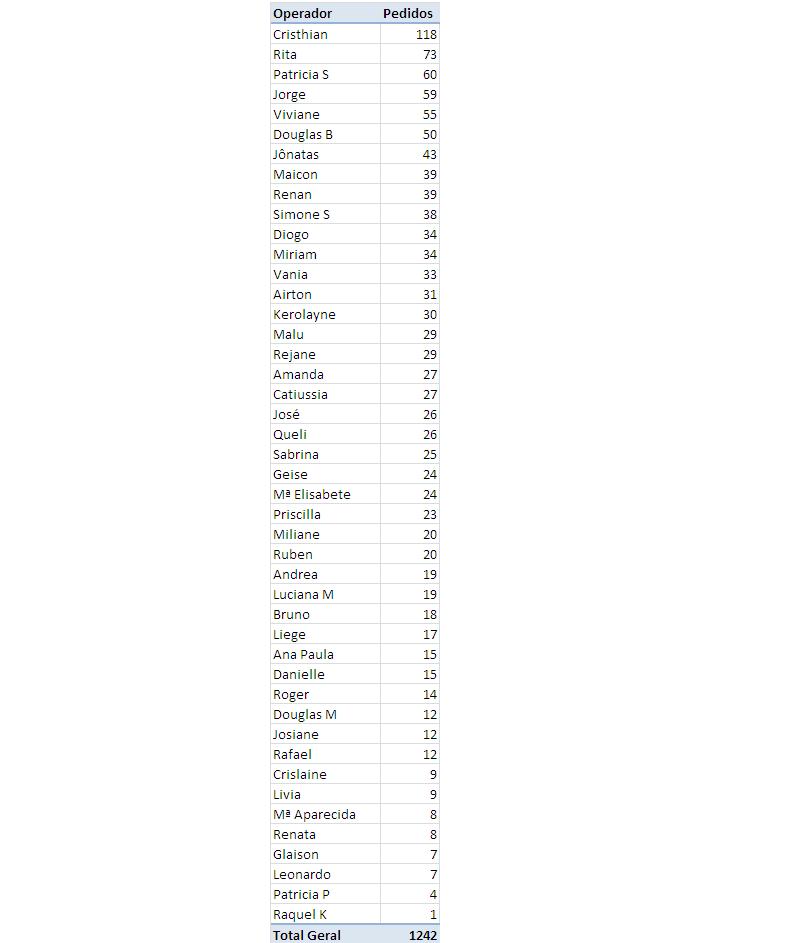 Operador Pedidos
Cristhian 118
Rita 73
Patricia S 60
Jorge 59
Viviane 55
Douglas B 50
Jônatas 43
Maicon 39
Renan 39
Simone S 38
Diogo 34
Miriam 34
Vania 33
Airton 31
Kerolayne 30
Malu 29
Rejane 29
Amanda 27
Catiussia 27
José 26
Queli 26
Sabrina 25
Geise 24
Mª Elisabete 24
Priscilla 23
Miliane 20
Ruben 20
Andrea 19
Luciana M 19
Bruno 18
Liege 17
Ana Paula 15
Danielle 15
Roger 14
Douglas M 12
Josiane 12
Rafael 12
Crislaine 9
Livia 9
Mª Aparecida 8
Renata 8
Glaison 7
Leonardo 7
Patricia P 4
Raquel K 1
Total Geral 1242